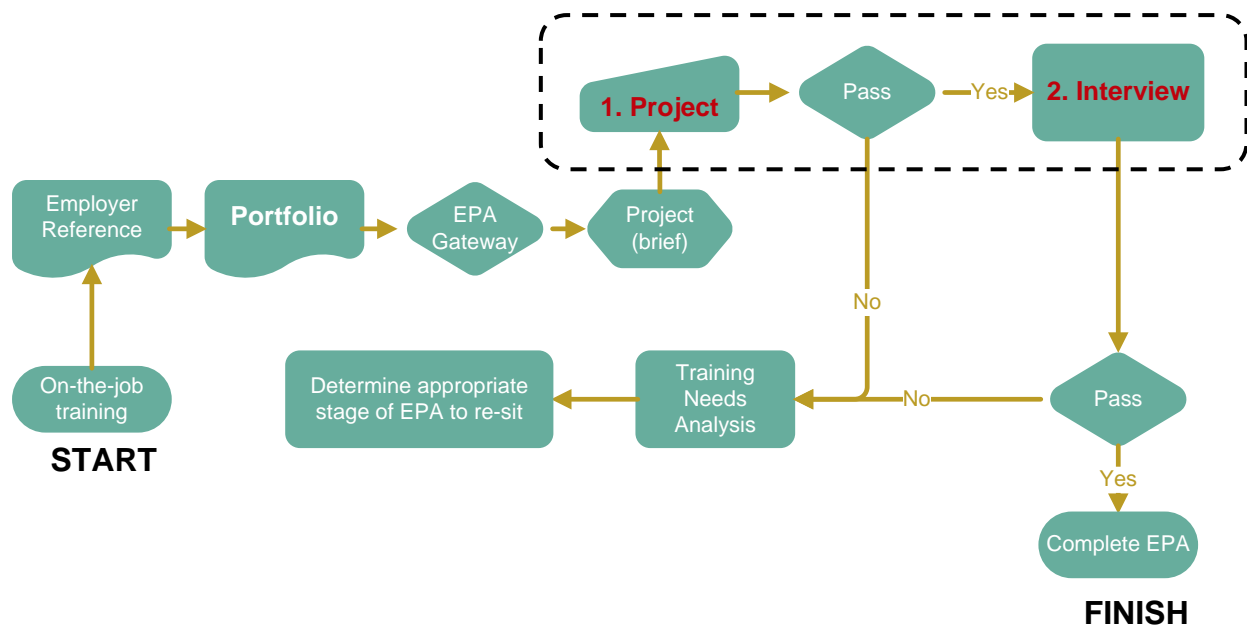 1. Project
Pass
Yes
2. Interview
Employer
Reference
Portfolio
EPA
Gateway
Project
(brief)
No
On-the-job
training
START
Determine appropriate
stage of EPA to re-sit
Training
Needs
Analysis
No
Pass
Yes
Complete EPA
FINISH